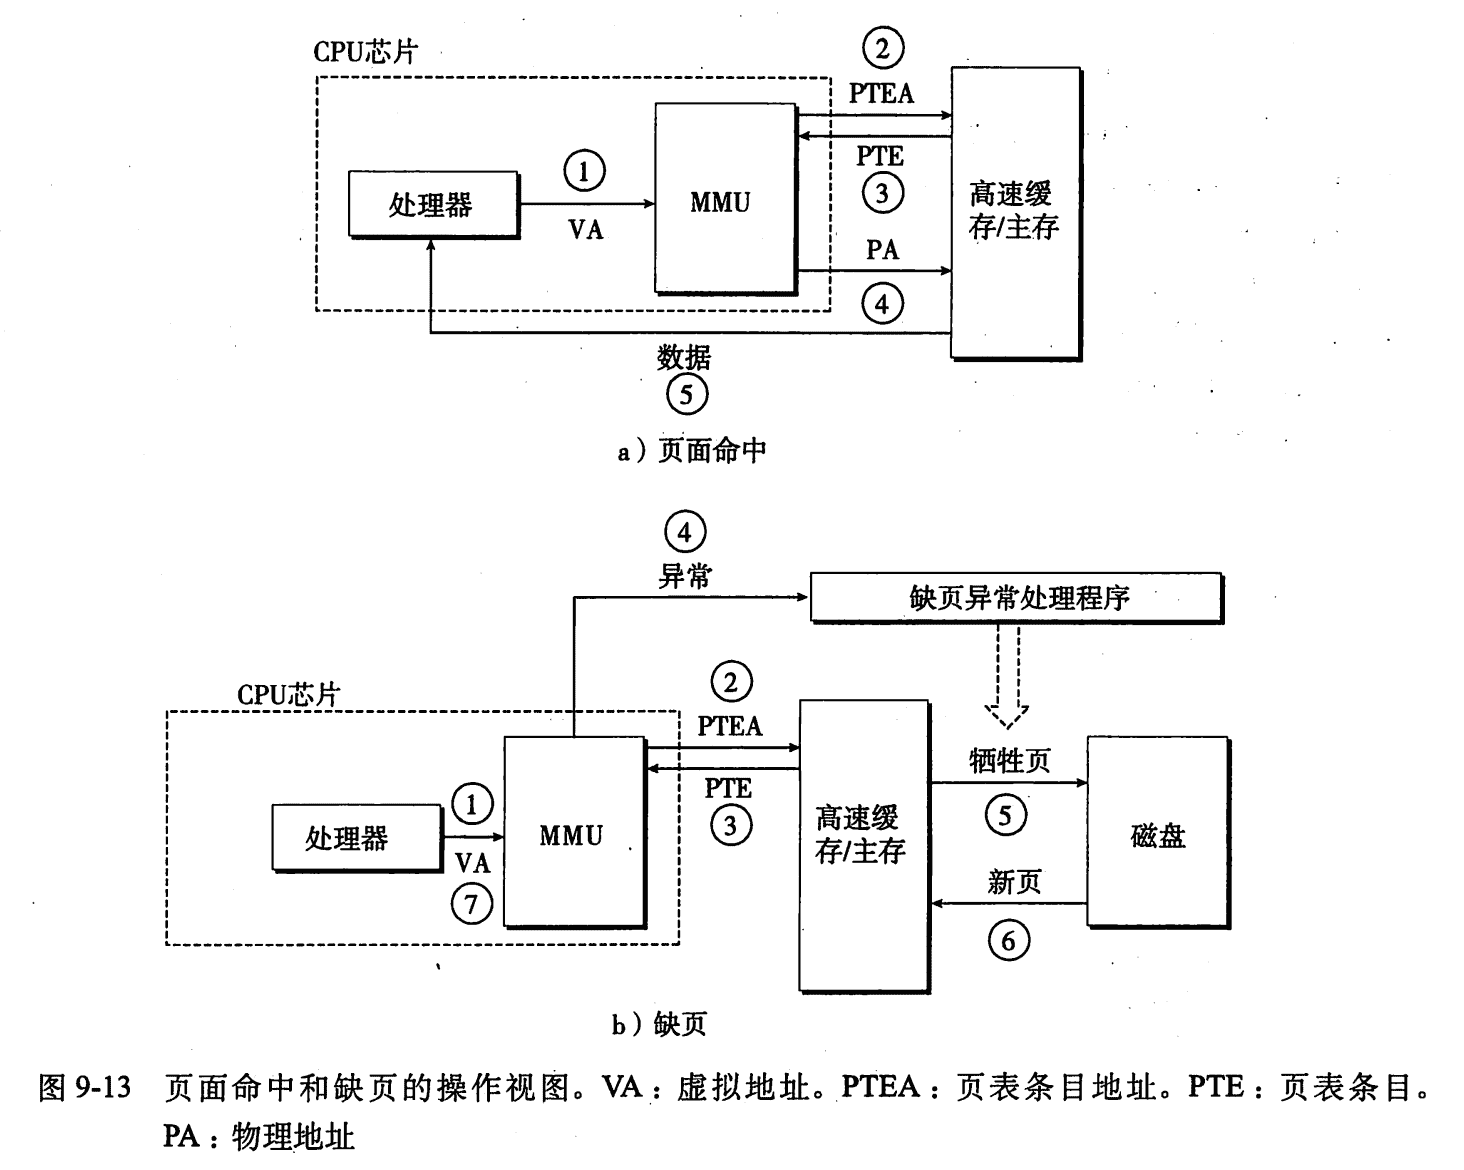 CPU芯片
②
PTEA
PTE
③
①
处理器
VA
MMU
高速缓
存/主存
PA
④
数据
⑤
a）页面命中
④
异常
缺页异常处理程序
CPU芯片
②
PTEA
PTE
③
①
处理器
VA
⑦
MMU
高速缓
存/主存
牺牲页
⑤
磁盘
新页
⑥
b）缺页
图 9-13 页面命中和缺页的操作视图。VA：虚拟地址。PTEA：页表条目地址。PTE：页表条目。
PA：物理地址